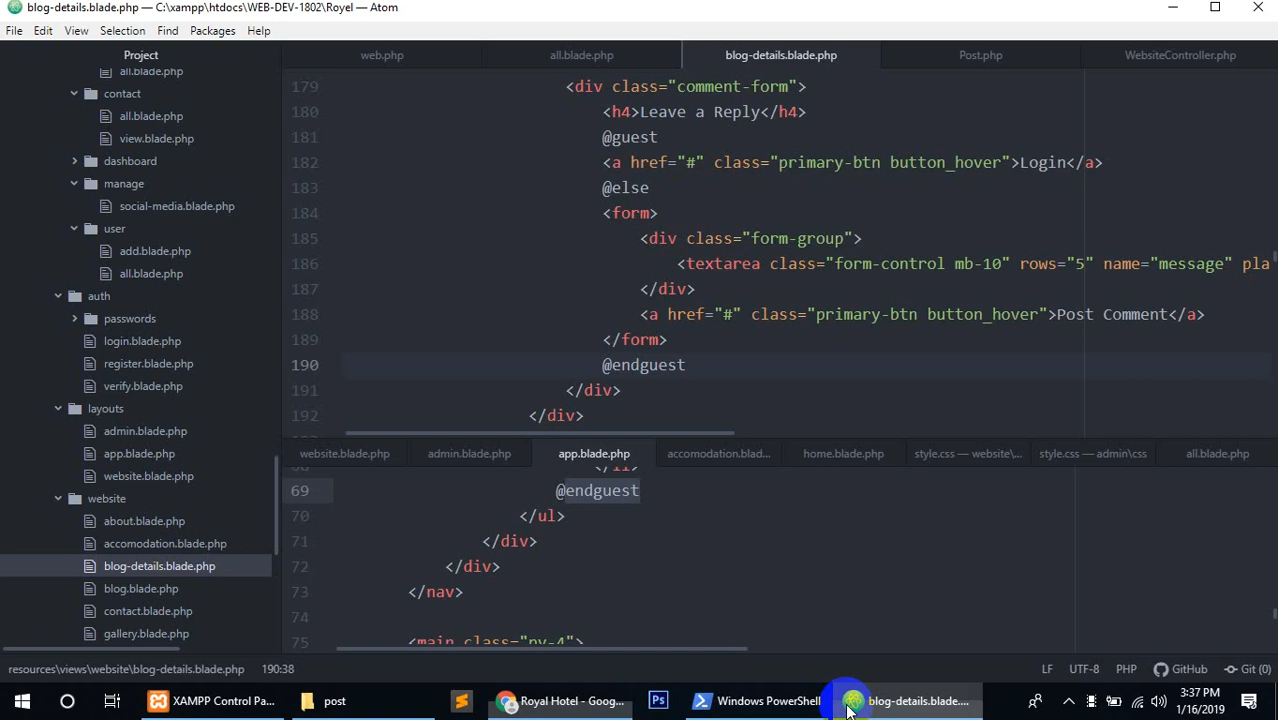 blog-details.blade.php — C:\xampp\htdocs\WEB-DEV-1802\Royel — Atom
File Edit View Selection Find Packages Help
Project
all.blade.php
contact
all.blade.php
view.blade.php
dashboard
manage
social-media.blade.php
user
add.blade.php
all.blade.php
auth
passwords
login.blade.php
register.blade.php
verify.blade.php
layouts
admin.blade.php
app.blade.php
website.blade.php
website
about.blade.php
accomodation.blade.php
blog-details.blade.php
blog.blade.php
contact.blade.php
gallery.blade.php
web.php all.blade.php blog-details.blade.php Post.php WebsiteController.php
179 <div class="comment-form">
180 <h4>Leave a Reply</h4>
181 @guest
182 <a href="#" class="primary-btn button_hover">Login</a>
183 @else
184 <form>
185 <div class="form-group">
186 <textarea class="form-control mb-10" rows="5" name="message" pla
187 </div>
188 <a href="#" class="primary-btn button_hover">Post Comment</a>
189 </form>
190 @endguest
191 </div>
192 </div>
website.blade.php admin.blade.php app.blade.php accomodation.blad... home.blade.php style.css — website\... style.css — admin\css all.blade.php
68 </li>
69 @endguest
70 </ul>
71 </div>
72 </div>
73 </nav>
74
75 <main class="py-4">
resources\views\website\blog-details.blade.php 190:38 LF UTF-8 PHP GitHub Git (0)
XAMPP Control Pa... post Royal Hotel - Goog... Ps Windows PowerShell blog-details.blade.... 3:37 PM
1/16/2019